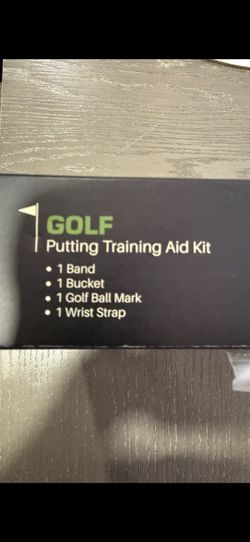 GOLF
Putting Training Aid Kit
• 1 Band
• 1 Bucket
• 1 Golf Ball Mark
• 1 Wrist Strap